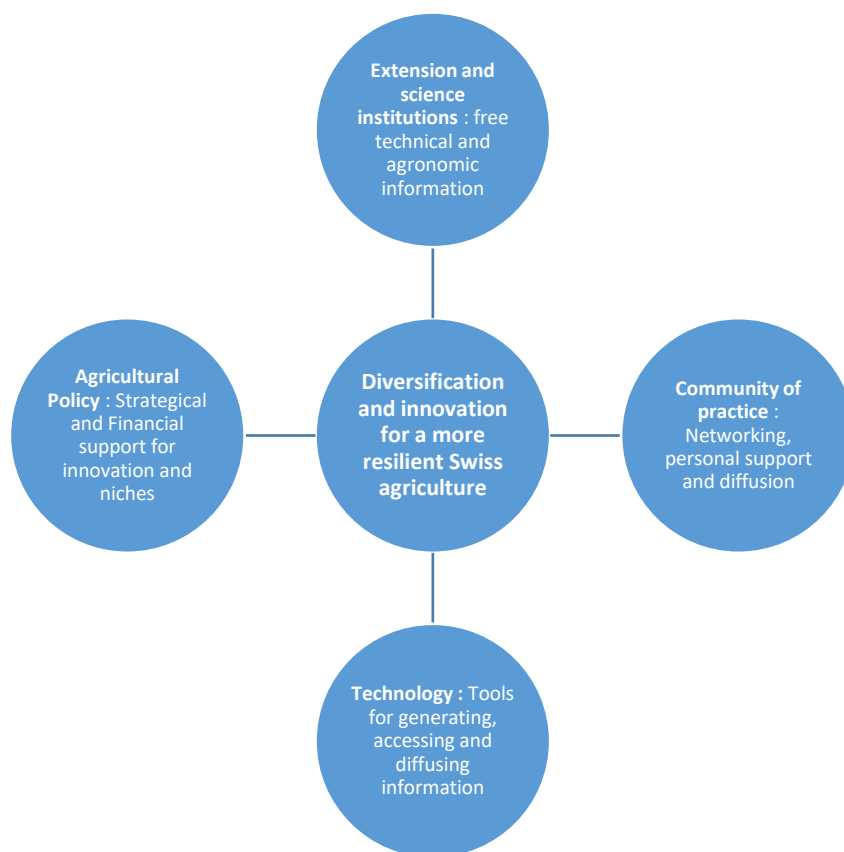 Extension and
science
institutions : free
technical and
agronomic
information
Agricultural
Policy : Strategical
and Financial
support for
innovation and
niches
Diversification
and innovation
for a more
resilient Swiss
agriculture
Community of
practice :
Networking,
personal support
and diffusion
Technology : Tools
for generating,
accessing and
diffusing
information